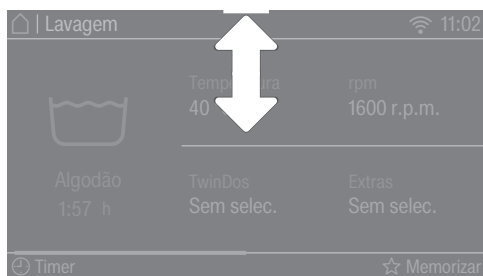 | Lavagem 11:02
Temperatura rpm
40 1600 r.p.m.
Algodão TwinDos Extras
1:57 h Sem selec. Sem selec.
Timer Memorizar